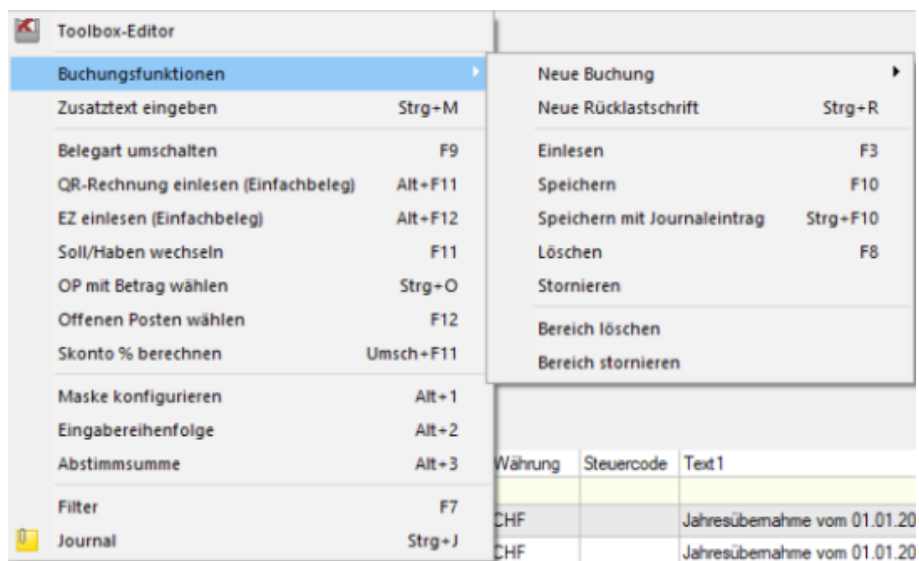 Toolbox-Editor
Buchungsfunktionen
Zusatztext eingeben Strg+M
Belegart umschalten F9
QR-Rechnung einlesen (Einfachbeleg) Alt+F11
EZ einlesen (Einfachbeleg) Alt+F12
Soll/Haben wechseln F11
OP mit Betrag wählen Strg+O
Offenen Posten wählen F12
Skonto % berechnen Umsch+F11
Maske konfigurieren Alt+1
Eingabereihenfolge Alt+2
Abstimmsumme Alt+3
Filter F7
Journal Strg+J
Neue Buchung
Neue Rücklastschrift Strg+R
Einlesen F3
Speichern F10
Speichern mit Journaleintrag Strg+F10
Löschen F8
Stornieren
Bereich löschen
Bereich stornieren
Währung Steuercode Text1
CHF Jahresübernahme vom 01.01.20
CHF Jahresübernahme vom 01.01.20